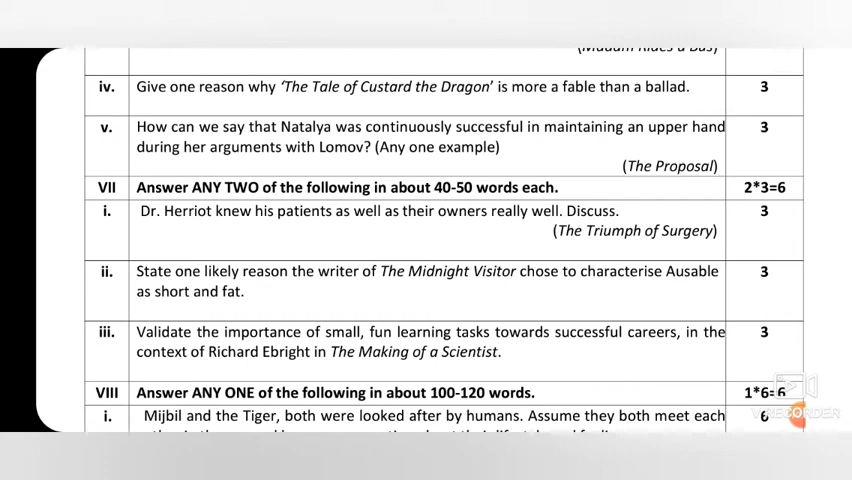 (Madam Rides a Bus)
iv. Give one reason why ‘The Tale of Custard the Dragon’ is more a fable than a ballad. 3
v. How can we say that Natalya was continuously successful in maintaining an upper hand 3
during her arguments with Lomov? (Any one example)
(The Proposal)
VII Answer ANY TWO of the following in about 40-50 words each. 2*3=6
i. Dr. Herriot knew his patients as well as their owners really well. Discuss. 3
(The Triumph of Surgery)
ii. State one likely reason the writer of The Midnight Visitor chose to characterise Ausable 3
as short and fat.
iii. Validate the importance of small, fun learning tasks towards successful careers, in the 3
context of Richard Ebright in The Making of a Scientist.
VIII Answer ANY ONE of the following in about 100-120 words. 1*6=6
i. Mijbil and the Tiger, both were looked after by humans. Assume they both meet each 6
V RECORDER